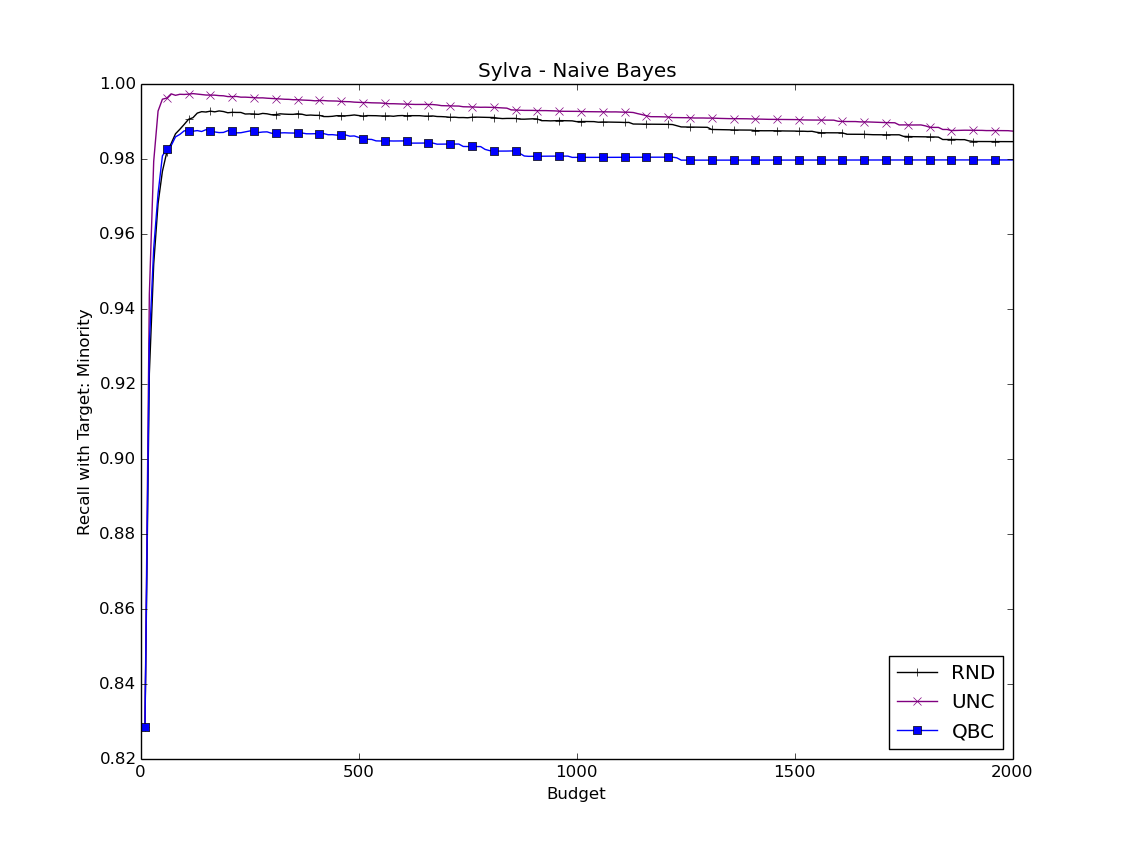 Sylva - Naive Bayes
Recall with Target: Minority
1.00
0.98
0.96
0.94
0.92
0.90
0.88
0.86
0.84
0.82
RND
UNC
QBC
0 500 1000 1500 2000
Budget